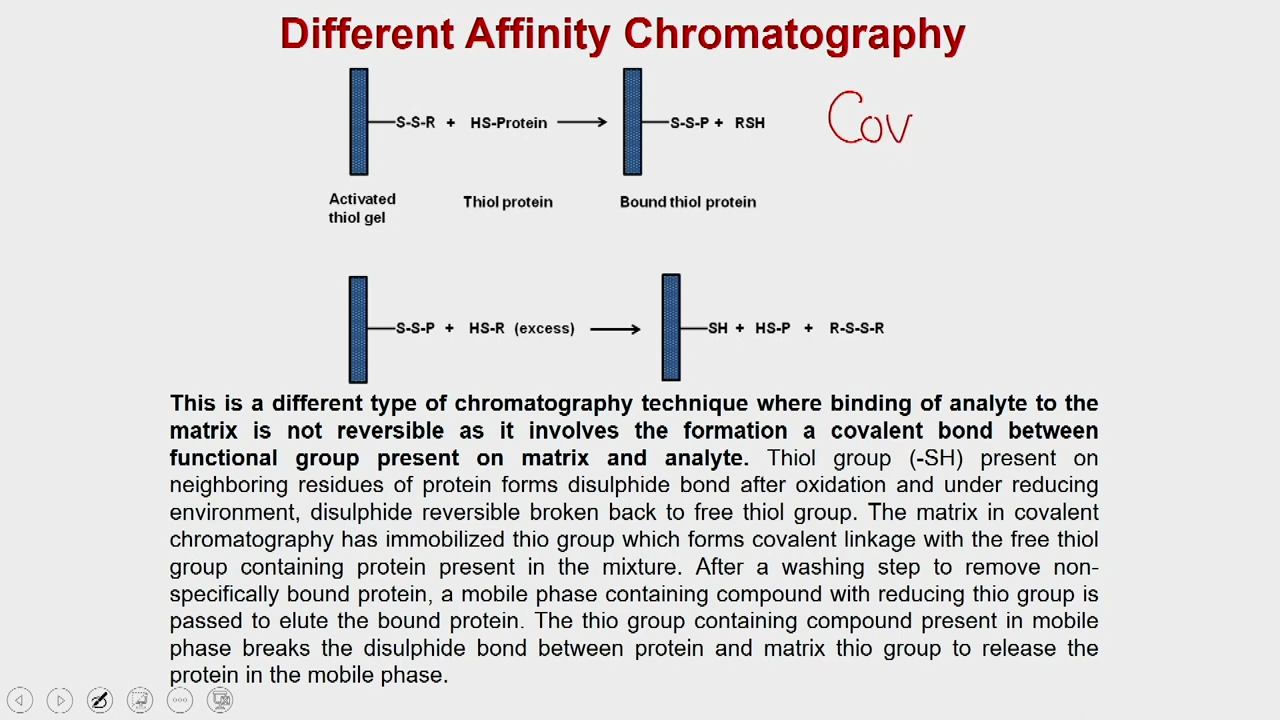 Different Affinity Chromatography
S-S-R + HS-Protein S-S-P + RSH
Cov
Activated
thiol gel
Thiol protein
Bound thiol protein
S-S-P + HS-R (excess) SH + HS-P + R-S-S-R
This is a different type of chromatography technique where binding of analyte to the
matrix is not reversible as it involves the formation a covalent bond between
functional group present on matrix and analyte. Thiol group (-SH) present on
neighboring residues of protein forms disulphide bond after oxidation and under reducing
environment, disulphide reversible broken back to free thiol group. The matrix in covalent
chromatography has immobilized thio group which forms covalent linkage with the free thiol
group containing protein present in the mixture. After a washing step to remove non-
specifically bound protein, a mobile phase containing compound with reducing thio group is
passed to elute the bound protein. The thio group containing compound present in mobile
phase breaks the disulphide bond between protein and matrix thio group to release the
protein in the mobile phase.